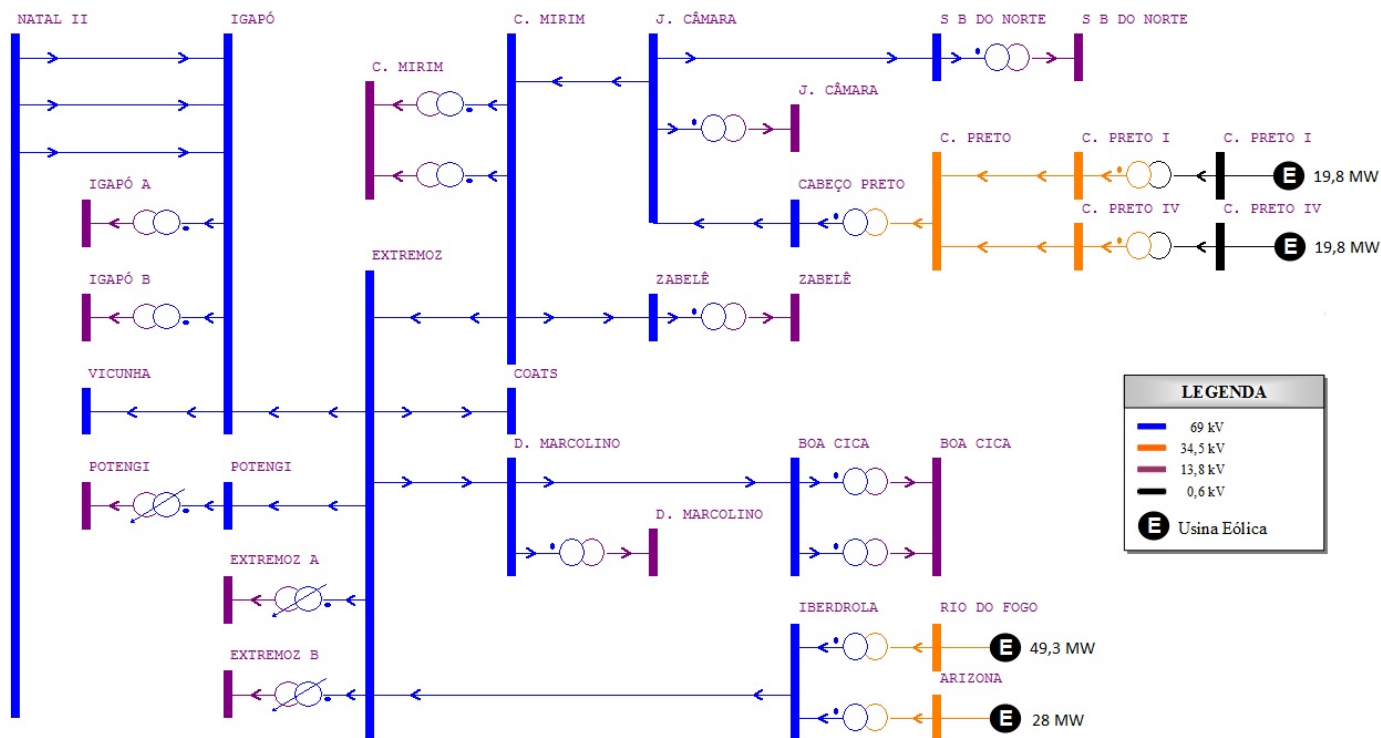 NATAL II
IGAPÓ
C. MIRIM
J. CÂMARA
S B DO NORTE
S B DO NORTE
C. MIRIM
J. CÂMARA
C. PRETO
C. PRETO I
C. PRETO I
E 19,8 MW
IGAPÓ A
CABEÇO PRETO
C. PRETO IV
C. PRETO IV
E 19,8 MW
EXTREMOZ
IGAPÓ B
ZABELÊ
ZABELÊ
VICUNHA
COATS
LEGENDA
69 kV
34,5 kV
13,8 kV
0,6 kV
E Usina Eólica
D. MARCOLINO
BOA CICA
BOA CICA
POTENGI
POTENGI
D. MARCOLINO
EXTREMOZ A
IBERDROLA
RIO DO FOGO
E 49,3 MW
EXTREMOZ B
ARIZONA
E 28 MW